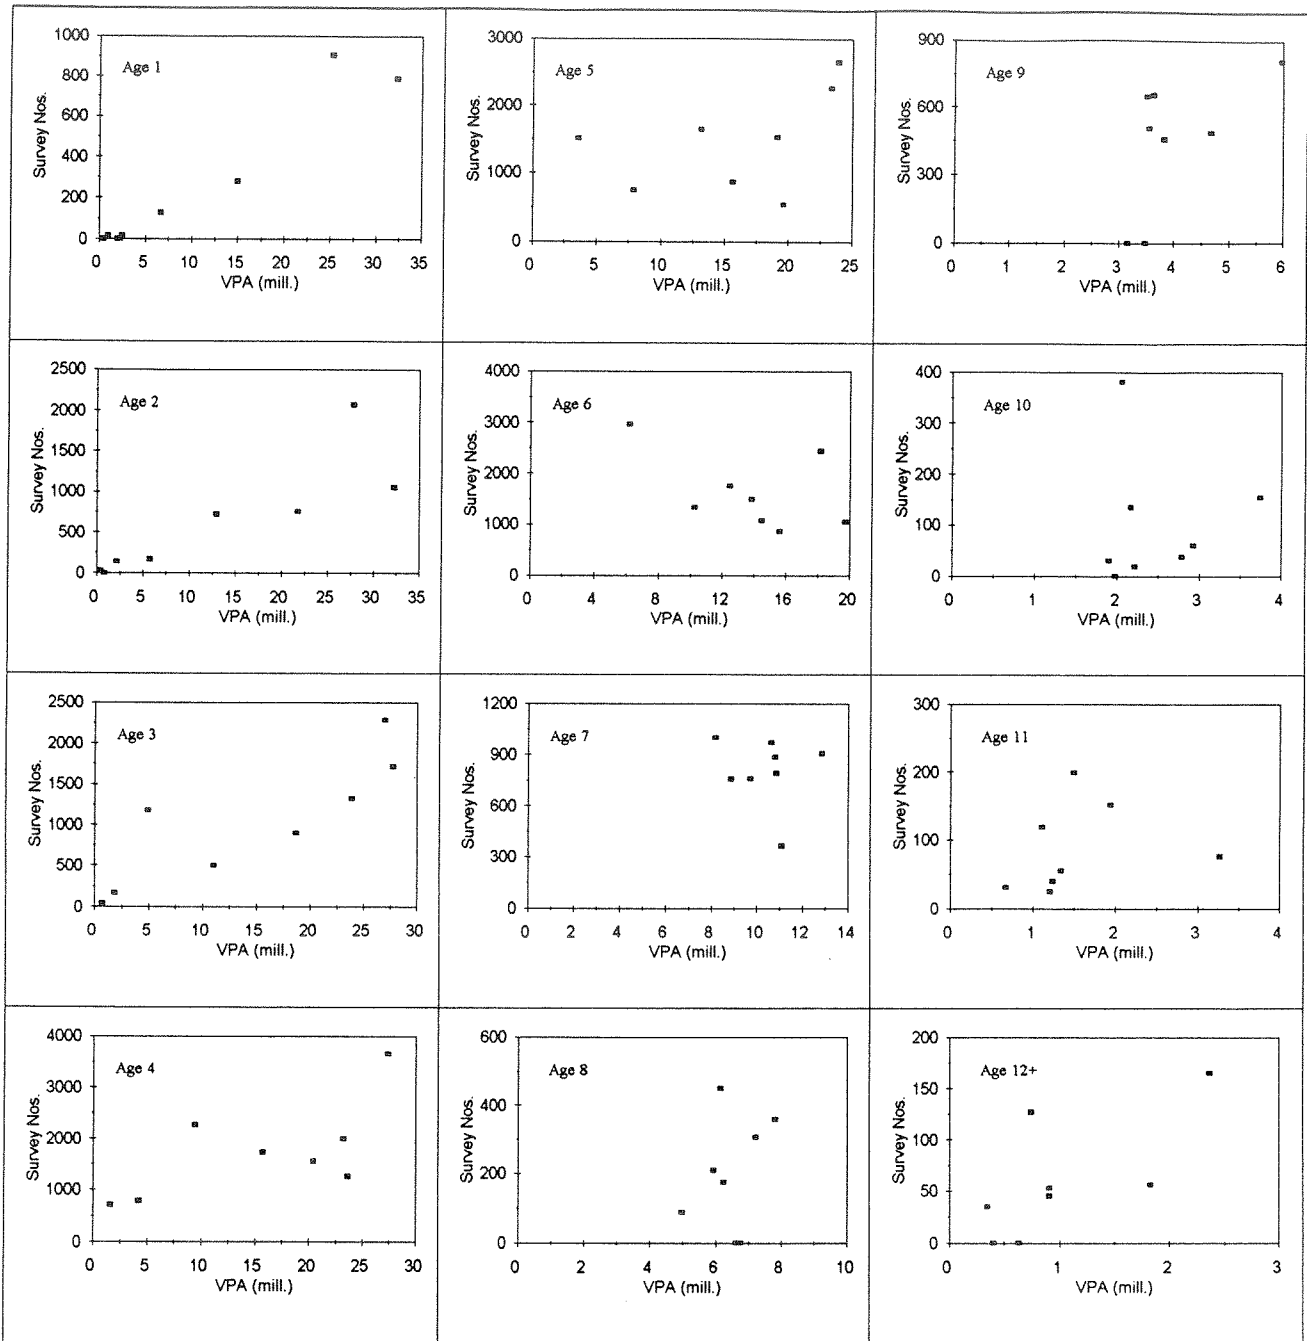 1000
800
600
400
200
0
Survey Nos.
Age 1
0 5 10 15 20 25 30 35
VPA (mill.)
3000
2000
1000
0
Survey Nos.
Age 5
0 5 10 15 20 25
VPA (mill.)
900
600
300
0
Survey Nos.
Age 9
0 1 2 3 4 5 6
VPA (mill.)
2500
2000
1500
1000
500
0
Survey Nos.
Age 2
0 5 10 15 20 25 30 35
VPA (mill.)
4000
3000
2000
1000
0
Survey Nos.
Age 6
0 4 8 12 16 20
VPA (mill.)
400
300
200
100
0
Survey Nos.
Age 10
0 1 2 3 4
VPA (mill.)
2500
2000
1500
1000
500
0
Survey Nos.
Age 3
0 5 10 15 20 25 30
VPA (mill.)
1200
900
600
300
0
Survey Nos.
Age 7
0 2 4 6 8 10 12 14
VPA (mill.)
300
200
100
0
Survey Nos.
Age 11
0 1 2 3 4
VPA (mill.)
4000
3000
2000
1000
0
Survey Nos.
Age 4
0 5 10 15 20 25 30
VPA (mill.)
600
400
200
0
Survey Nos.
Age 8
0 2 4 6 8 10
VPA (mill.)
200
150
100
50
0
Survey Nos.
Age 12+
0 1 2 3
VPA (mill.)